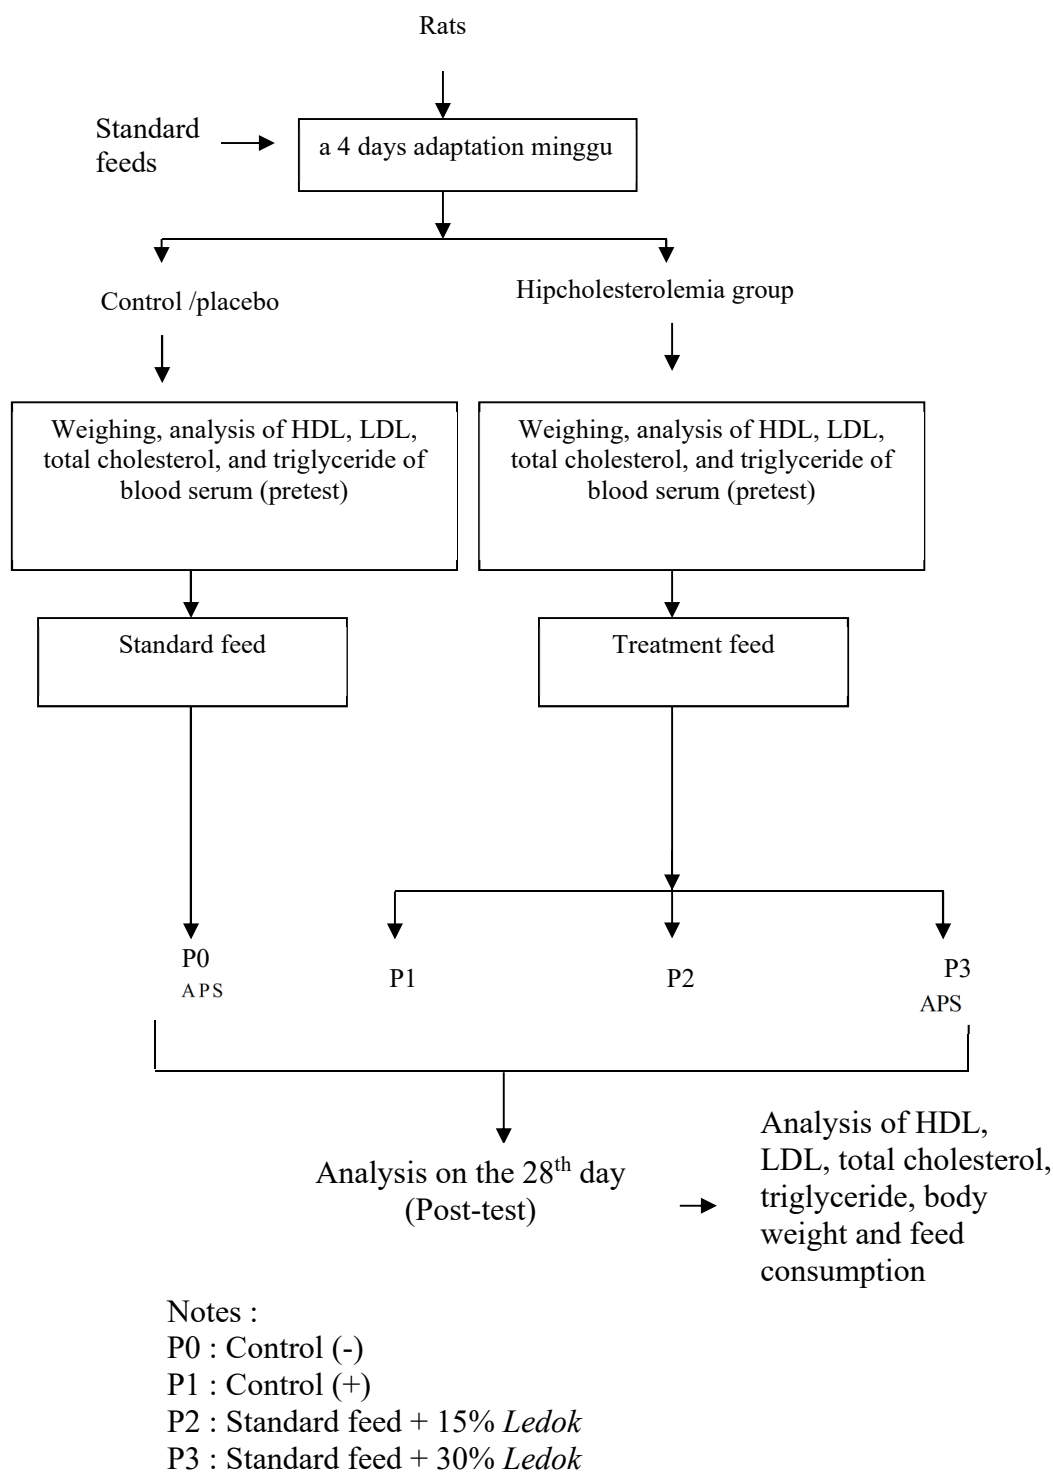 Rats
Standard
feeds
a 4 days adaptation minggu
Control /placebo
Hipcholesterolemia group
Weighing, analysis of HDL, LDL,
total cholesterol, and triglyceride of
blood serum (pretest)
Weighing, analysis of HDL, LDL,
total cholesterol, and triglyceride of
blood serum (pretest)
Standard feed
Treatment feed
P0
APS
P1
P2
P3
APS
Analysis on the 28th day
(Post-test)
Analysis of HDL,
LDL, total cholesterol,
triglyceride, body
weight and feed
consumption
Notes :
P0 : Control (-)
P1 : Control (+)
P2 : Standard feed + 15% Ledok
P3 : Standard feed + 30% Ledok